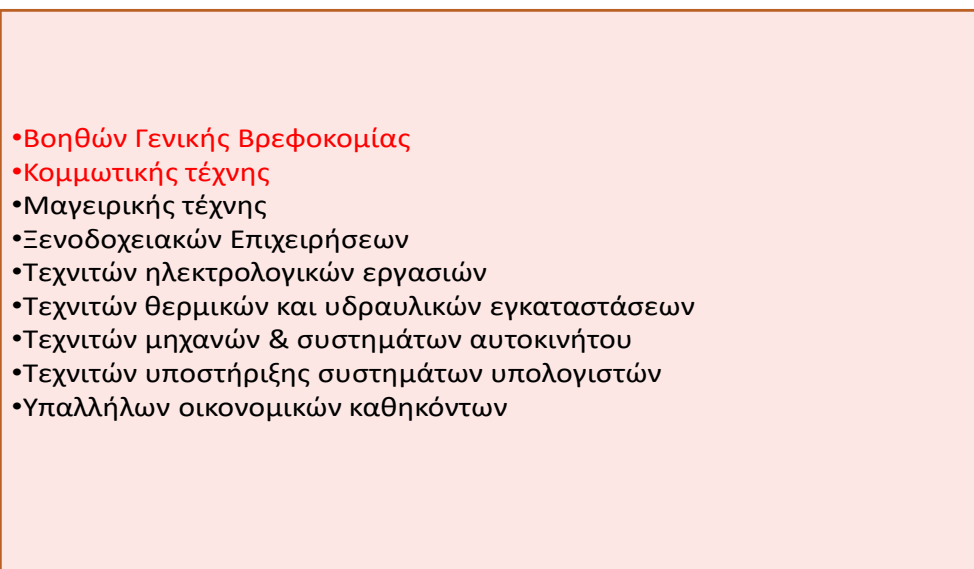 •Βοηθών Γενικής Βρεφοκομίας
•Κομμωτικής τέχνης
•Μαγειρικής τέχνης
•Ξενοδοχειακών Επιχειρήσεων
•Τεχνιτών ηλεκτρολογικών εργασιών
•Τεχνιτών θερμικών και υδραυλικών εγκαταστάσεων
•Τεχνιτών μηχανών & συστημάτων αυτοκινήτου
•Τεχνιτών υποστήριξης συστημάτων υπολογιστών
•Υπαλλήλων οικονομικών καθηκόντων